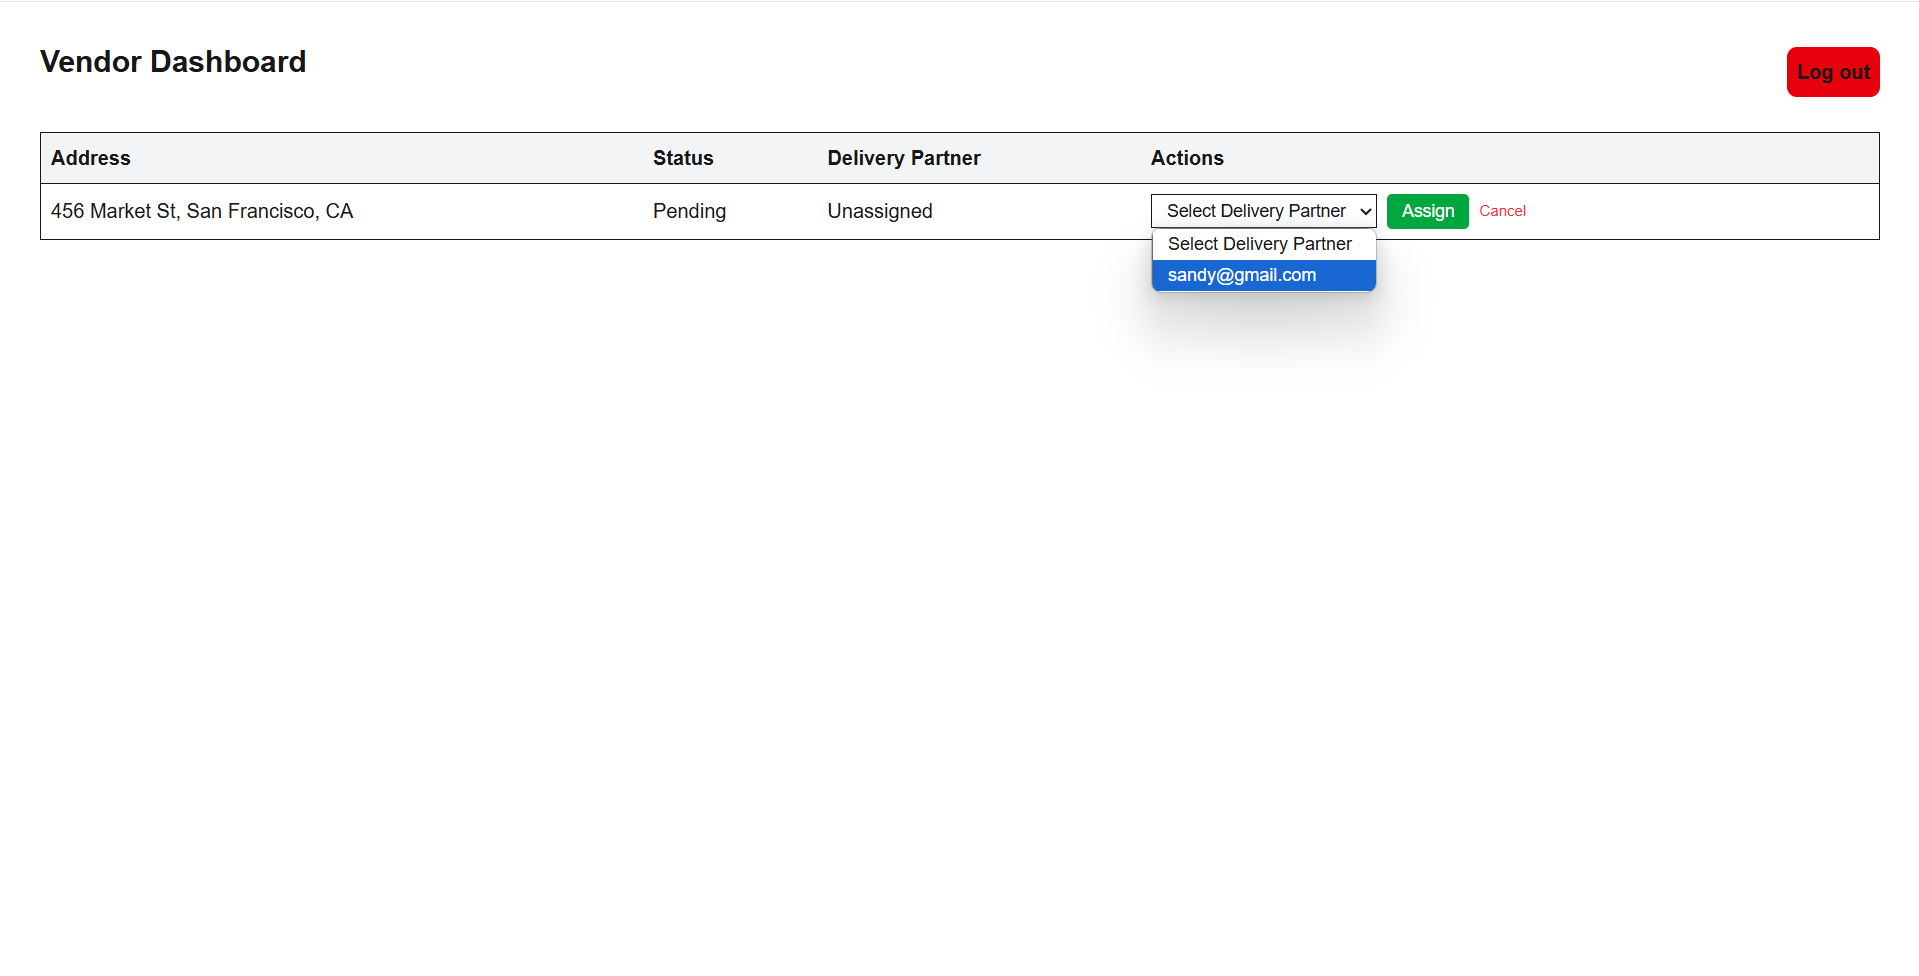 Vendor Dashboard
Log out
Address Status Delivery Partner Actions
456 Market St, San Francisco, CA Pending Unassigned Select Delivery Partner Assign Cancel
Select Delivery Partner
sandy@gmail.com